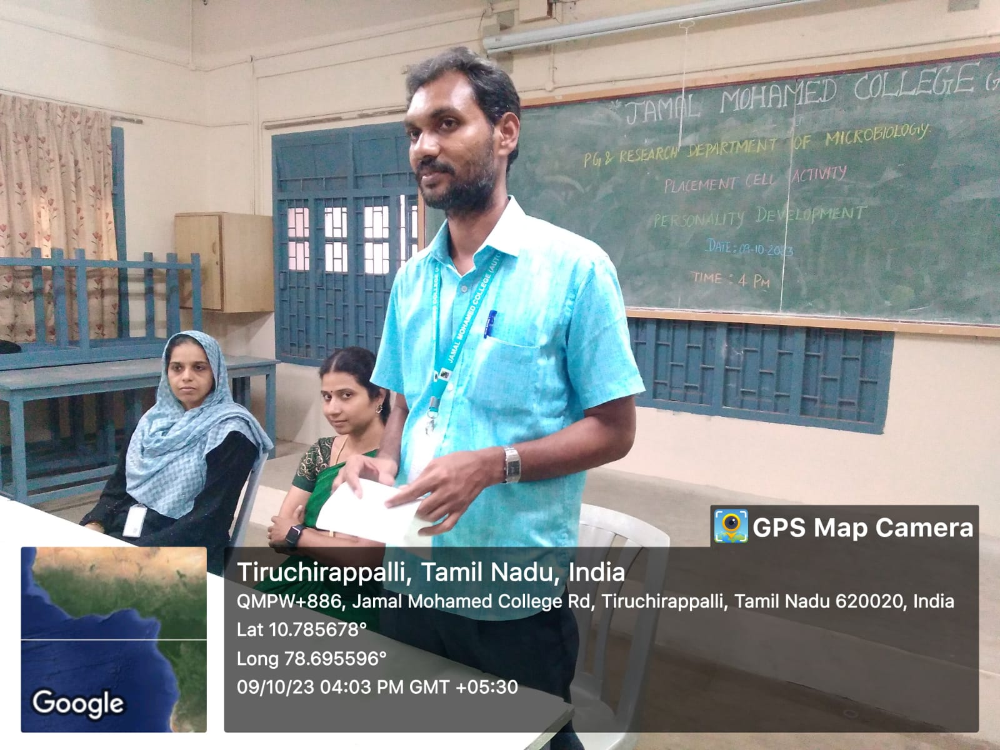 "JAMAL MOHAMED COLLEGE
PG & RESEARCH DEPARTMENT OF MICROBIOLOGY.
PLACEMENT CELL ACTIVITY
PERSONALITY DEVELOPMENT
DATE: 09-10-2023
TIME : 4 PM
JAMAL MOHAMED COLLEGE (AUTO
GPS Map Camera
Tiruchirappalli, Tamil Nadu, India
QMPW+886, Jamal Mohamed College Rd, Tiruchirappalli, Tamil Nadu 620020, India
Lat 10.785678°
Long 78.695596°
09/10/23 04:03 PM GMT +05:30
Google